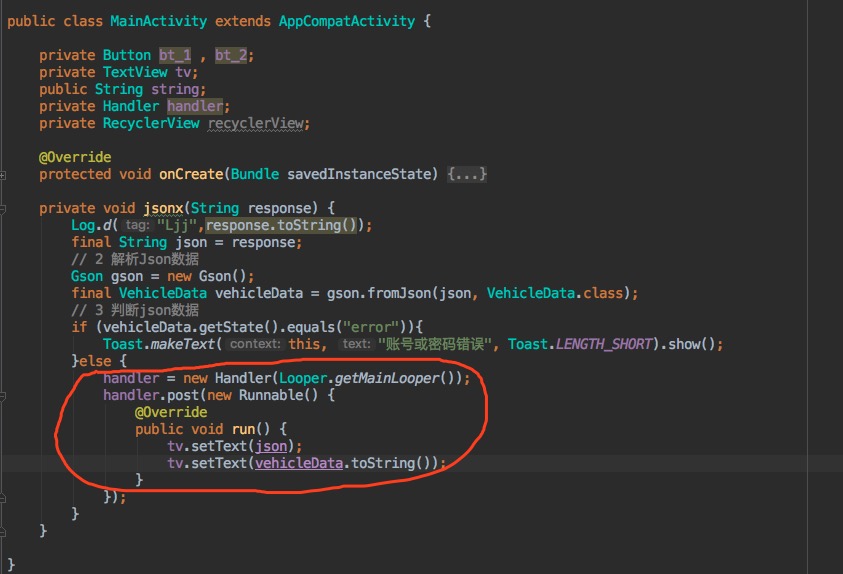 public class MainActivity extends AppCompatActivity {
private Button bt_1 , bt_2;
private TextView tv;
public String string;
private Handler handler;
private RecyclerView recyclerView;
@Override
protected void onCreate(Bundle savedInstanceState) {...}
private void jsonx(String response) {
Log.d( tag: "Ljj",response.toString());
final String json = response;
// 2 解析Json数据
Gson gson = new Gson();
final VehicleData vehicleData = gson.fromJson(json, VehicleData.class);
// 3 判断json数据
if (vehicleData.getState().equals("error")){
Toast.makeText( context: this, text: "账号或密码错误", Toast.LENGTH_SHORT).show();
}else {
handler = new Handler(Looper.getMainLooper());
handler.post(new Runnable() {
@Override
public void run() {
tv.setText(json);
tv.setText(vehicleData.toString());
}
});
}
}
}